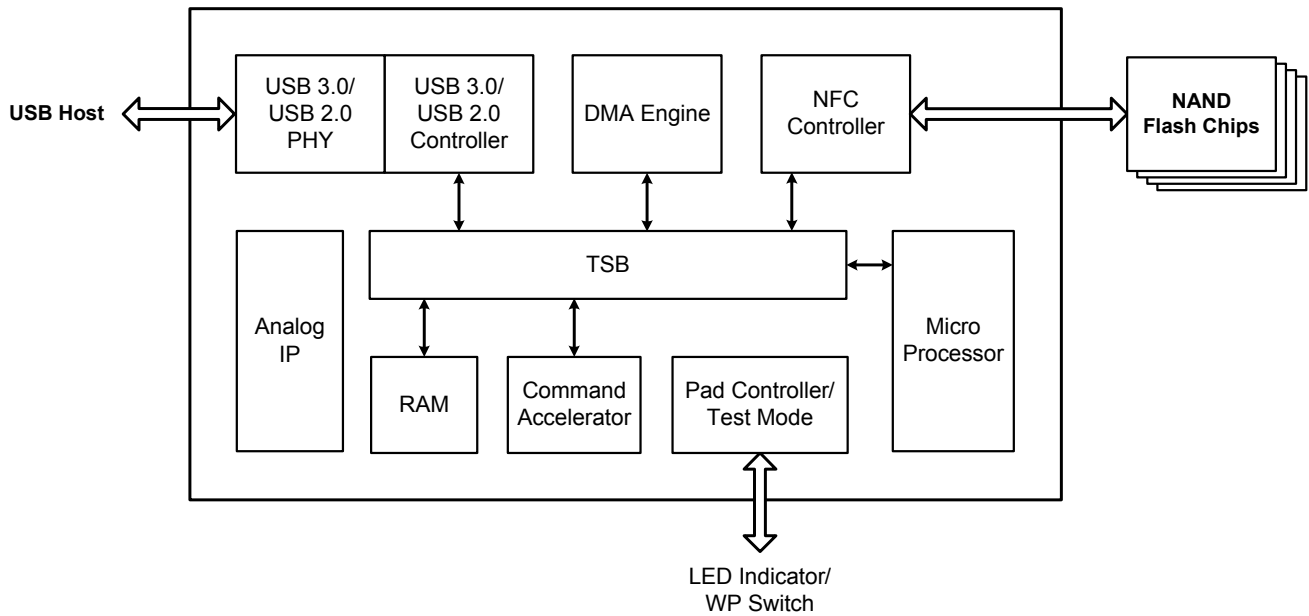 USB Host
USB 3.0/
USB 2.0
PHY
USB 3.0/
USB 2.0
Controller
DMA Engine
NFC
Controller
NAND
Flash Chips
TSB
Analog
IP
Micro
Processor
RAM
Command
Accelerator
Pad Controller/
Test Mode
LED Indicator/
WP Switch